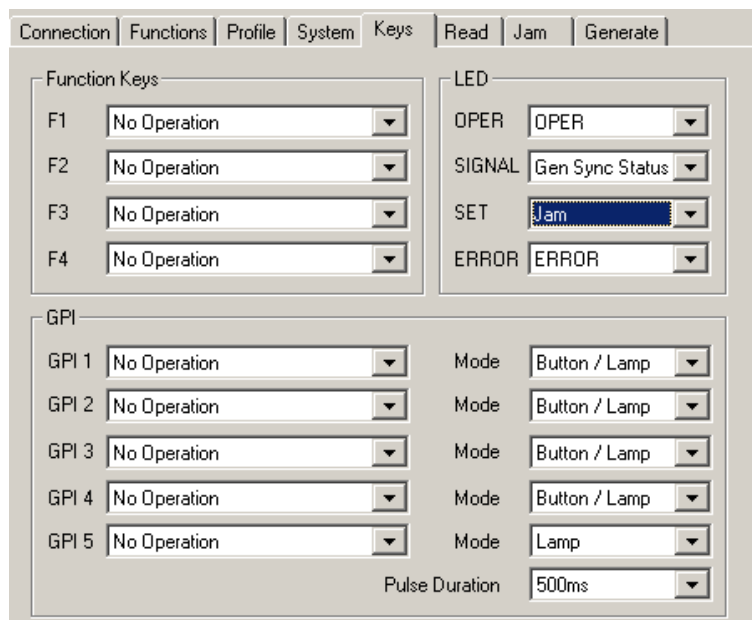 Connection Functions Profile System Keys Read Jam Generate
Function Keys
F1 No Operation
F2 No Operation
F3 No Operation
F4 No Operation
LED
OPER OPER
SIGNAL Gen Sync Status
SET Jam
ERROR ERROR
GPI
GPI 1 No Operation Mode Button / Lamp
GPI 2 No Operation Mode Button / Lamp
GPI 3 No Operation Mode Button / Lamp
GPI 4 No Operation Mode Button / Lamp
GPI 5 No Operation Mode Lamp
Pulse Duration 500ms